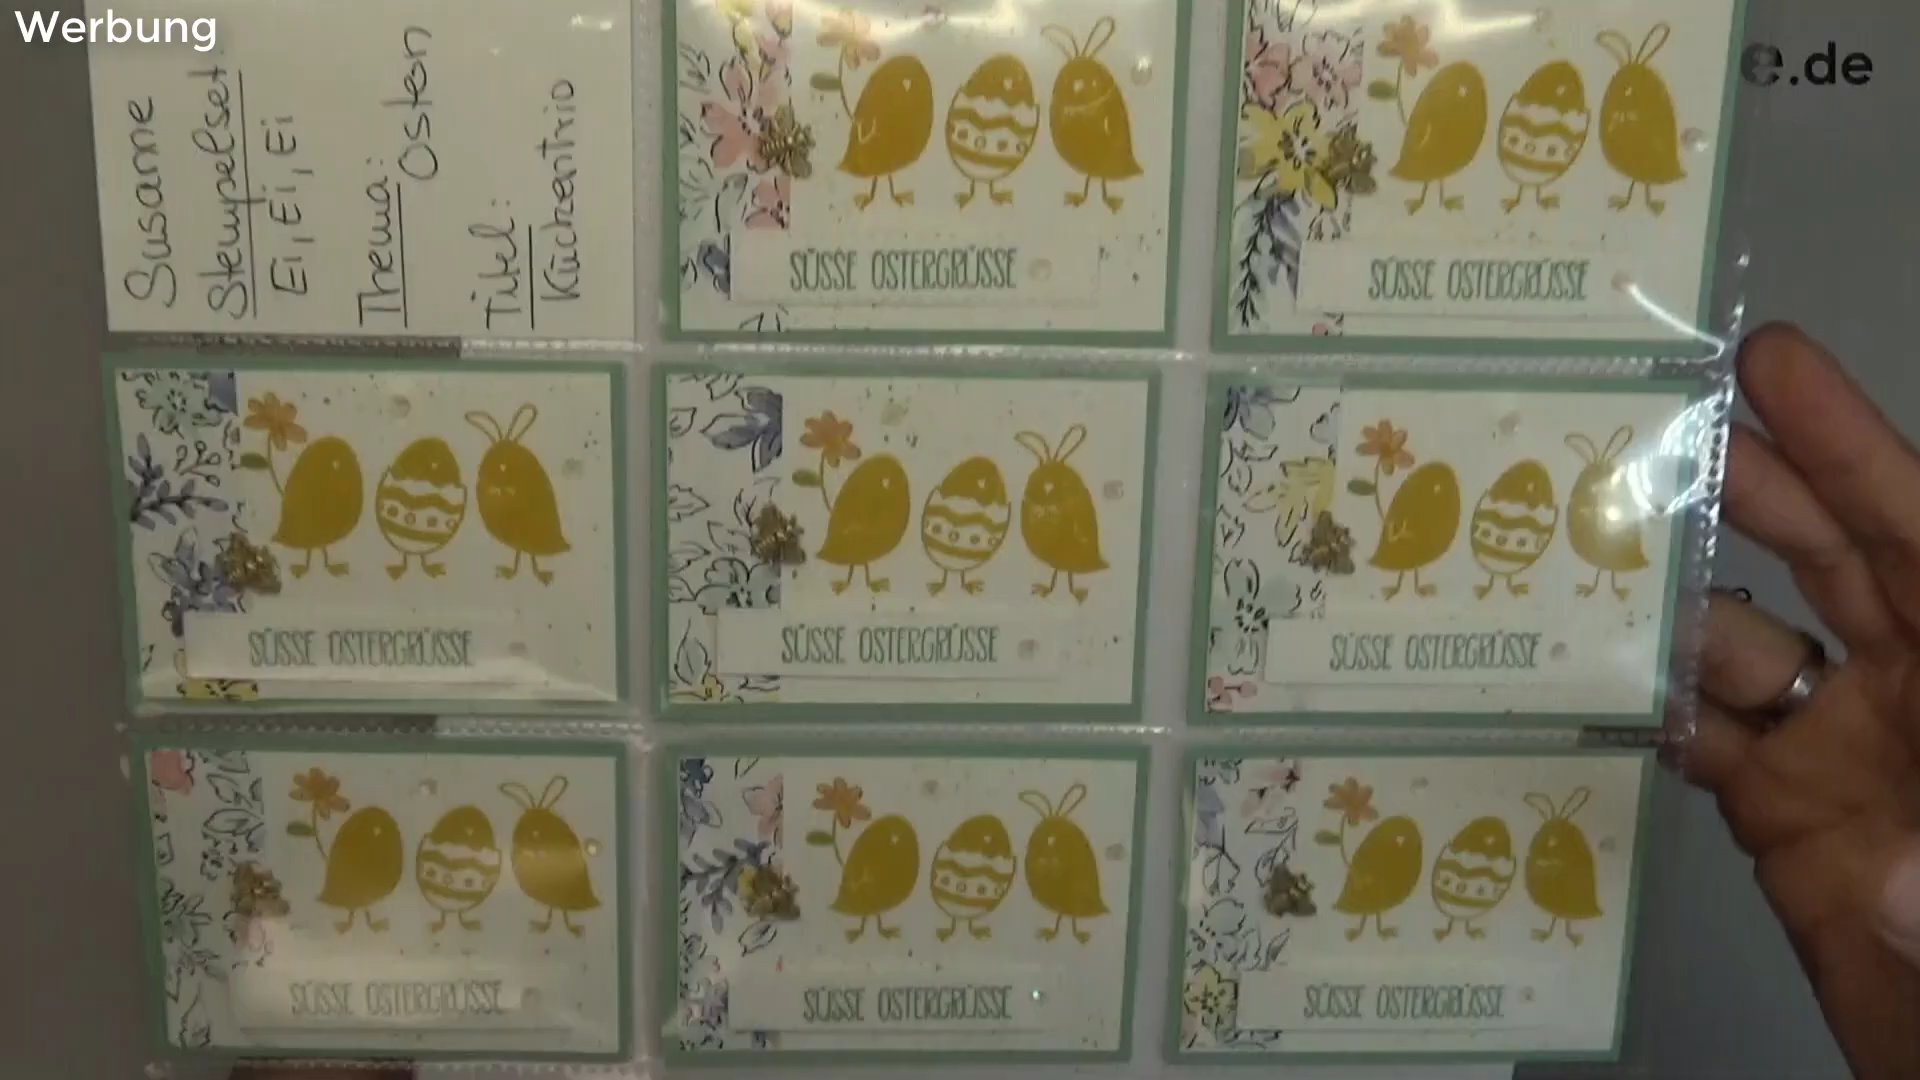 Werbung
e.de
Susanne
Stempelset
Ei, Ei, Ei
Thema:
Ostern
Titel:
Kückentrio
SÜSSE OSTERGRÜSSE
SÜSSE OSTERGRÜSSE
SÜSSE OSTERGRÜSSE
SÜSSE OSTERGRÜSSE
SÜSSE OSTERGRÜSSE
SÜSSE OSTERGRÜSSE
SÜSSE OSTERGRÜSSE
SÜSSE OSTERGRÜSSE